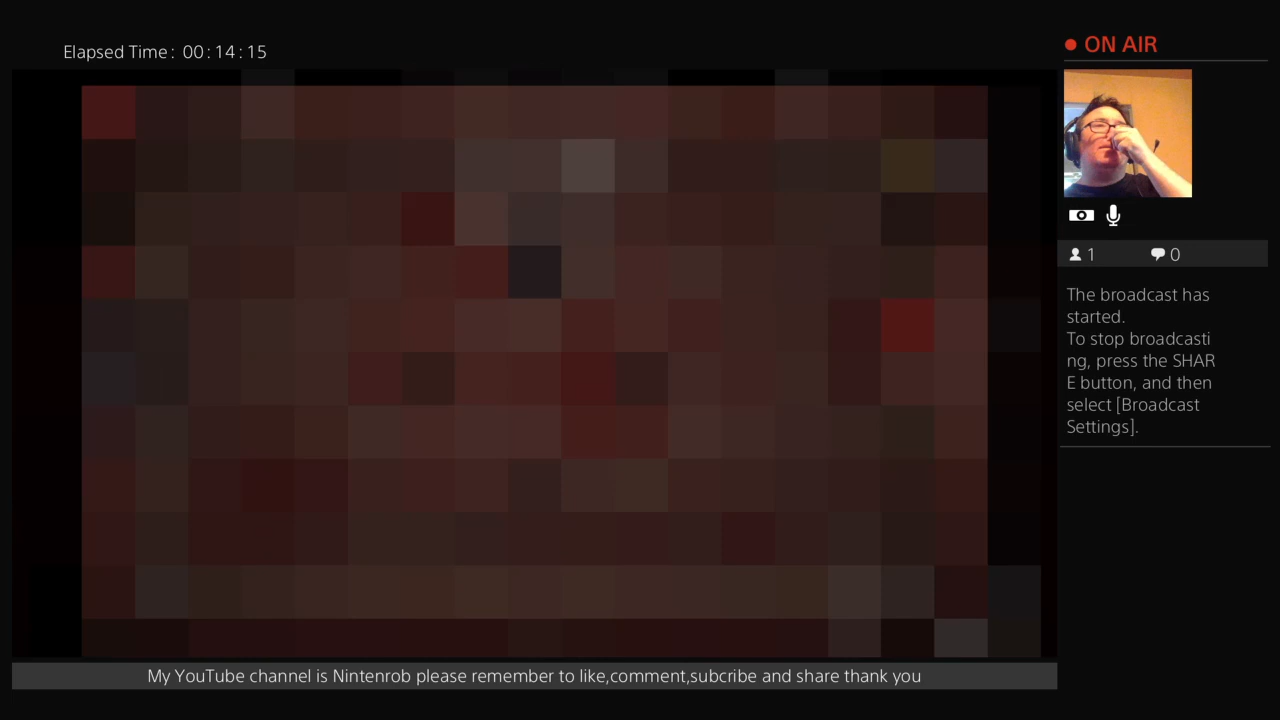 Elapsed Time: 00:14:15
ON AIR
1
0
The broadcast has
started.
To stop broadcasti
ng, press the SHAR
E button, and then
select [Broadcast
Settings].
My YouTube channel is Nintenrob please remember to like,comment,subcribe and share thank you